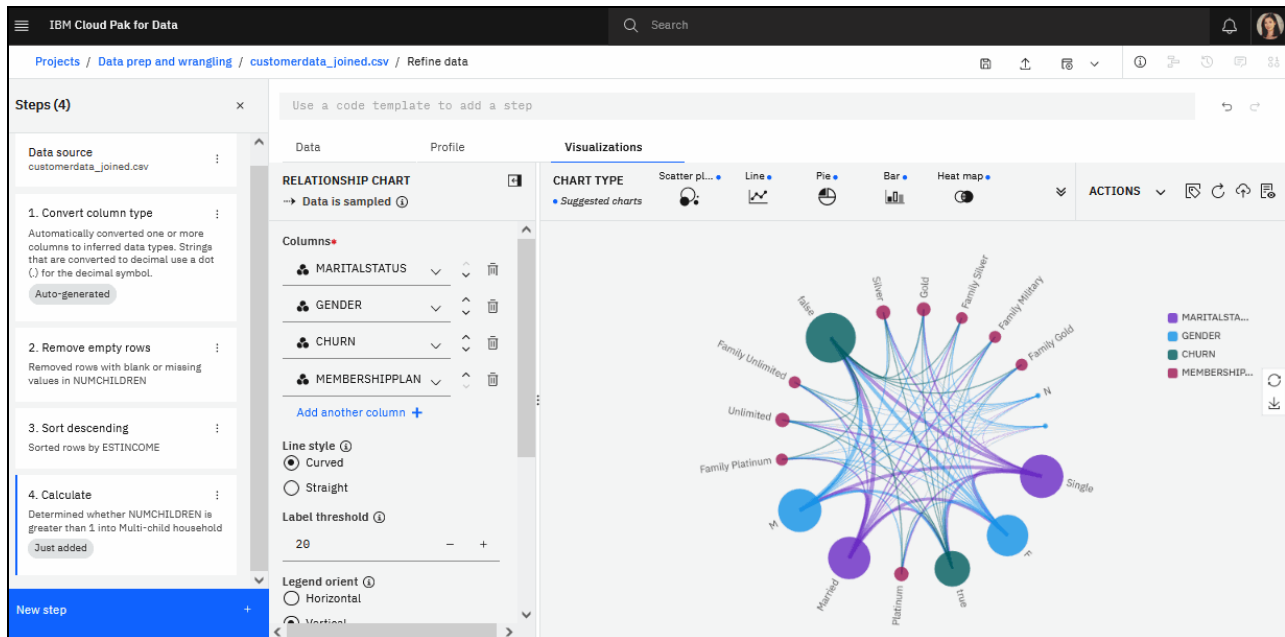 IBM Cloud Pak for Data
Search
Projects / Data prep and wrangling / customerdata_joined.csv / Refine data
Steps (4)
×
Use a code template to add a step
Data source
customerdata_joined.csv
1. Convert column type
Automatically converted one or more
columns to inferred data types. Strings
that are converted to decimal use a dot
(.) for the decimal symbol.
Auto-generated
2. Remove empty rows
Removed rows with blank or missing
values in NUMCHILDREN
3. Sort descending
Sorted rows by ESTINCOME
4. Calculate
Determined whether NUMCHILDREN is
greater than 1 into Multi-child household
Just added
New step +
Data
Profile
Visualizations
RELATIONSHIP CHART
Data is sampled
Columns
MARITALSTATUS
GENDER
CHURN
MEMBERSHIPPLAN
Add another column +
Line style
Curved
Straight
Label threshold
20 − +
Legend orient
Horizontal
Vertical
CHART TYPE
• Suggested charts
Scatter pl...
Line
Pie
Bar
Heat map
ACTIONS
false
Silver
Gold
Family Silver
Family Military
Family Gold
N
Single
F
true
Platinum
Married
M
Family Platinum
Unlimited
Family Unlimited
MARITALSTA...
GENDER
CHURN
MEMBERSHIP...